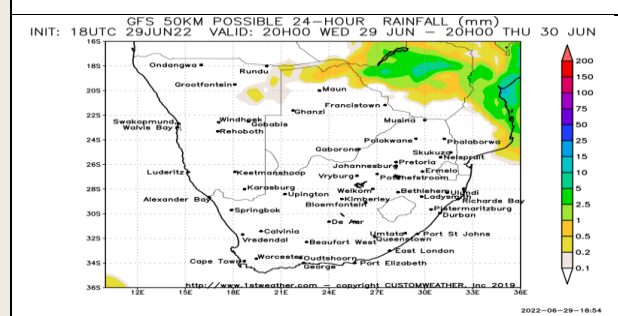 GFS 50KM POSSIBLE 24-HOUR RAINFALL (mm)
INIT: 18UTC 29JUN22 VALID: 20H00 WED 29 JUN - 20H00 THU 30 JUN
16S
18S
20S
22S
24S
26S
28S
30S
32S
34S
36S
Ondangwa
Rundu
Grootfontein
Maun
Ghanzi
Francistown
Windhoek
Gobabis
Rehoboth
Swakopmund
Walvis Bay
Musina
Polokwane
Phalaborwa
Gaborone
Skukuza
Nelspruit
Johannesburg
Pretoria
Luderitz
Keetmanshoop
Vryburg
Potchefstroom
Ermelo
Karasburg
Upington
Welkom
Bethlehem
Ulundi
Ladysmith
Alexander Bay
Kimberley
Bloemfontein
Richards Bay
Springbok
Pietermaritzburg
Durban
De Aar
Calvinia
Vredendal
Umtata
Port St Johns
Beaufort West
Queenstown
East London
Cape Town
Worcester
Oudtshoorn
George
Port Elizabeth
http://www.1stweather.com - copyright CUSTOMWEATHER, Inc 2019
12E 15E 18E 21E 24E 27E 30E 33E 36E
200
150
100
75
50
25
15
10
5
2.5
1
0.5
0.2
0.1
2022-06-29-18:54